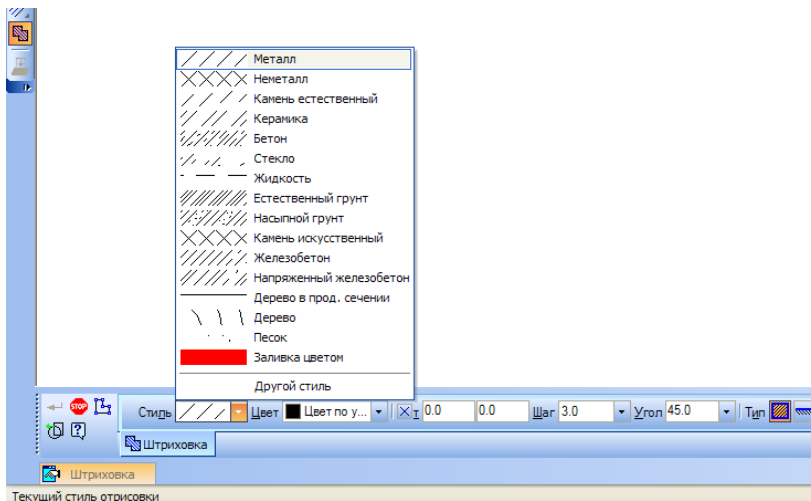 Металл
Неметалл
Камень естественный
Керамика
Бетон
Стекло
Жидкость
Естественный грунт
Насыпной грунт
Камень искусственный
Железобетон
Напряженный железобетон
Дерево в прод. сечении
Дерево
Песок
Заливка цветом
Другой стиль
STOP Стиль Цвет Цвет по у... т 0.0 0.0 Шаг 3.0 Угол 45.0 Тип
Штриховка
Штриховка
Текущий стиль отрисовки